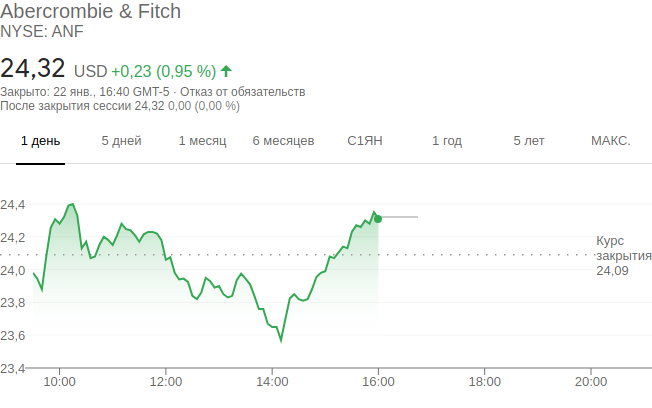 Abercrombie & Fitch
NYSE: ANF
24,32 USD +0,23 (0,95 %)
Закрыто: 22 янв., 16:40 GMT-5 · Отказ от обязательств
После закрытия сессии 24,32 0,00 (0,00 %)
1 день 5 дней 1 месяц 6 месяцев С1ЯН 1 год 5 лет МАКС.
24,4
24,2
Курс
закрытия
24,09
24,0
23,8
23,6
23,4
10:00 12:00 14:00 16:00 18:00 20:00